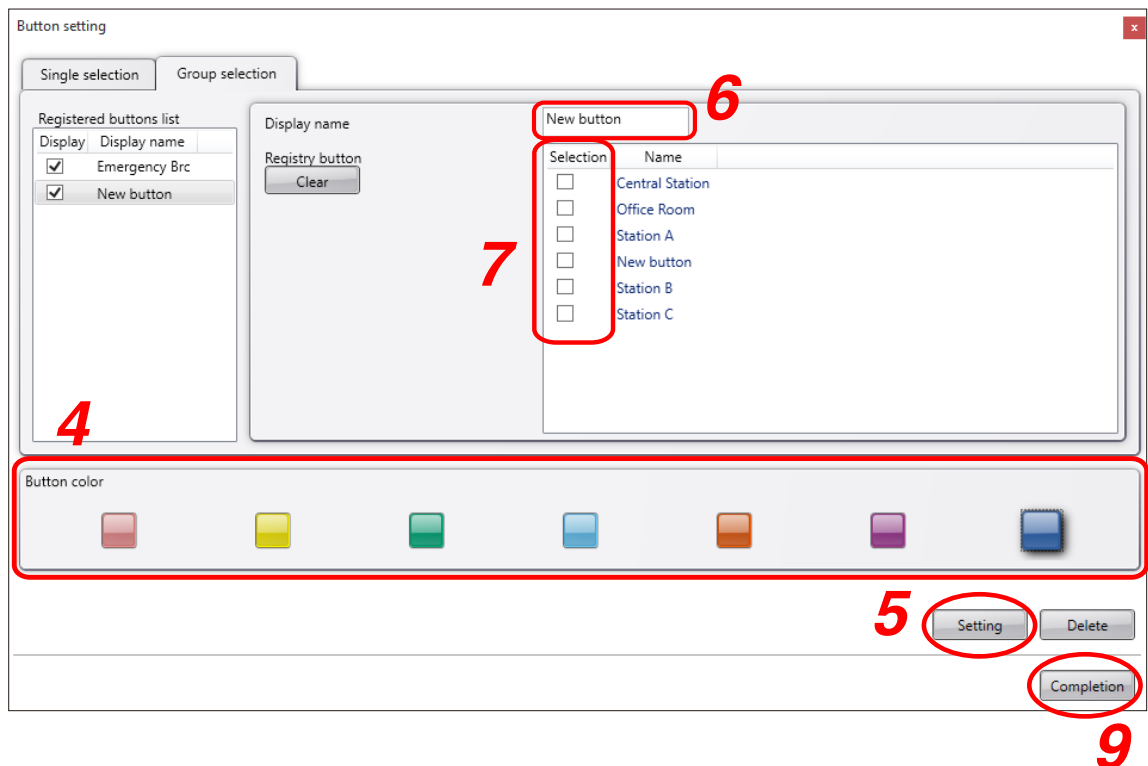 Button setting
x
Single selection
Group selection
6
Registered buttons list
Display Display name
Emergency Brc
New button
Display name
New button
Registry button
Clear
Selection Name
Central Station
Office Room
Station A
New button
Station B
Station C
7
4
Button color
5
Setting
Delete
Completion
9